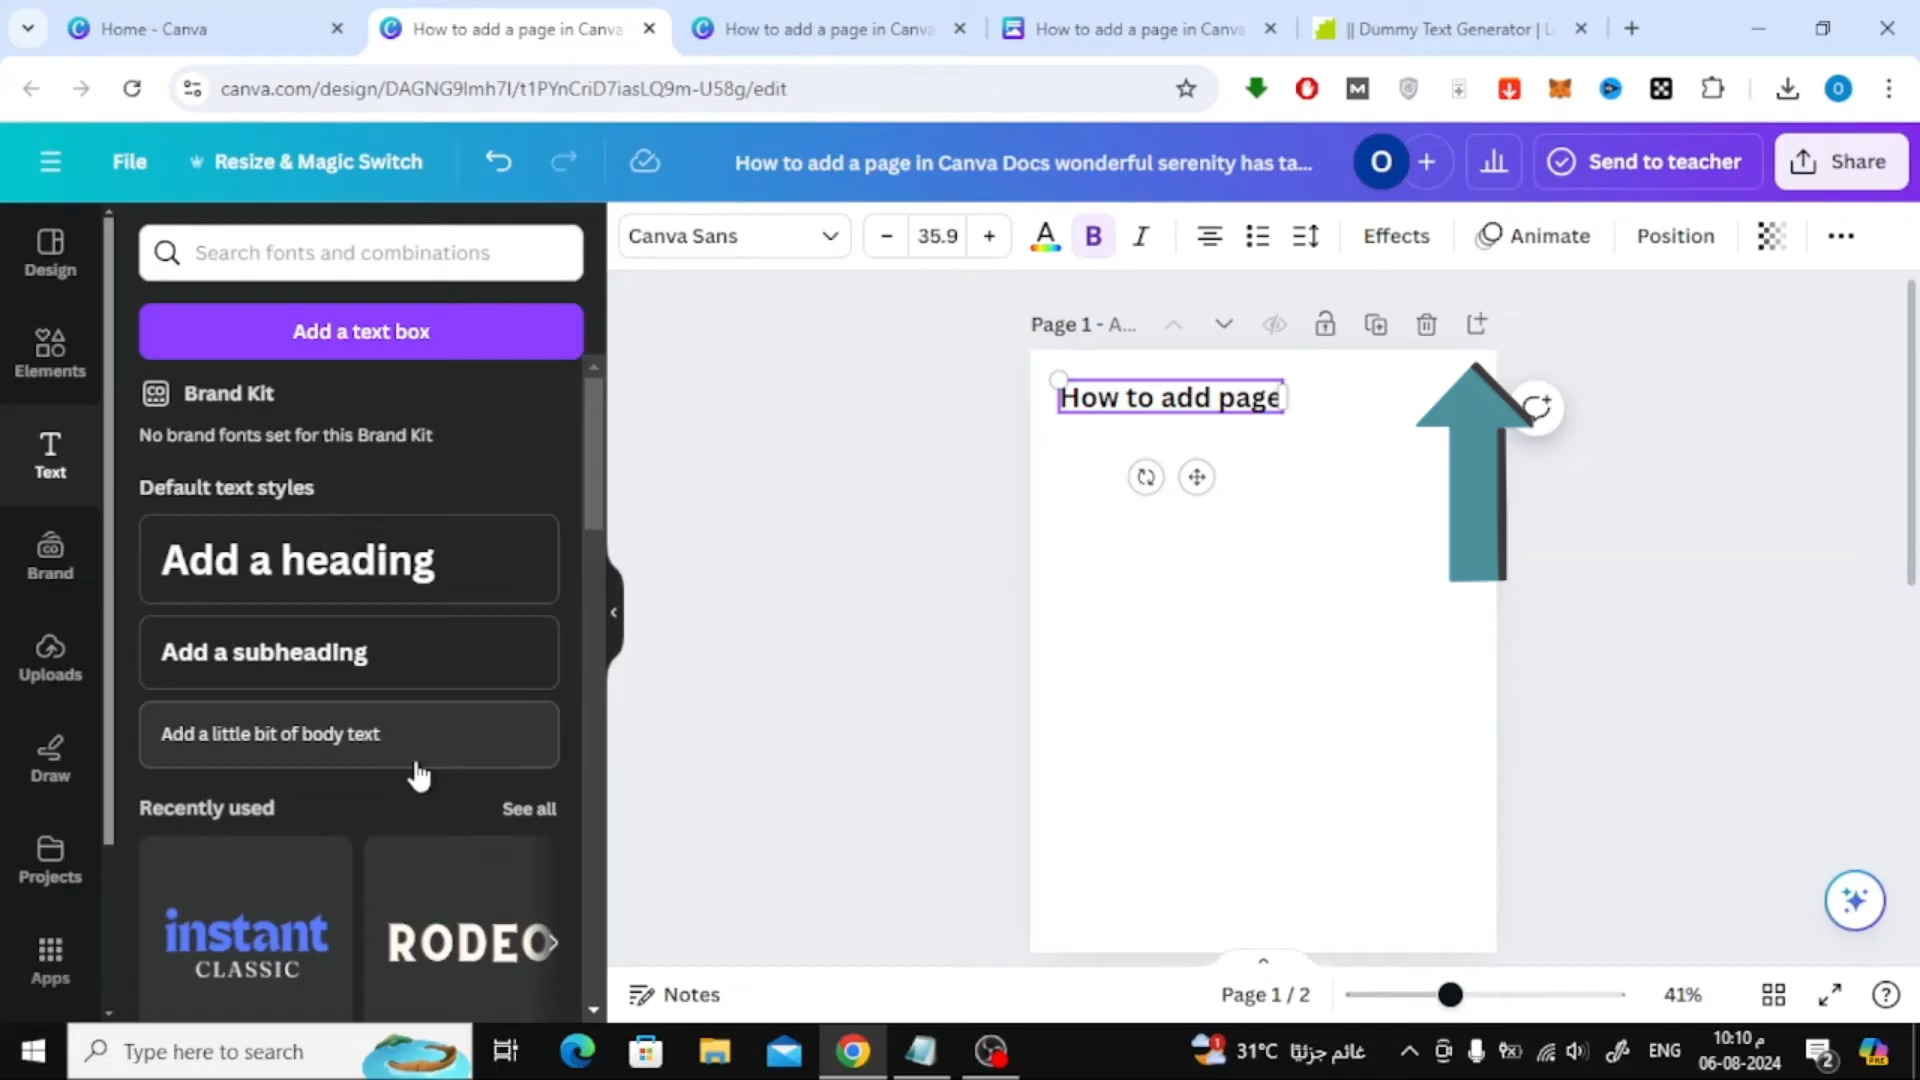 Home - Canva
How to add a page in Canva
How to add a page in Canva
How to add a page in Canva
|| Dummy Text Generator | L
canva.com/design/DAGNG9lmh7I/t1PYnCriD7iasLQ9m-U58g/edit
File
Resize & Magic Switch
How to add a page in Canva Docs wonderful serenity has ta...
O
Send to teacher
Share
Design
Elements
Text
Brand
Uploads
Draw
Projects
Apps
Search fonts and combinations
Add a text box
Brand Kit
No brand fonts set for this Brand Kit
Default text styles
Add a heading
Add a subheading
Add a little bit of body text
Recently used
See all
instant
CLASSIC
RODEO
Canva Sans
35.9
A
B
I
Effects
Animate
Position
Page 1 - A...
How to add page
Notes
Page 1 / 2
41%
Type here to search
31°C
غائم جزئيًا
ENG
10:10 م
06-08-2024
2